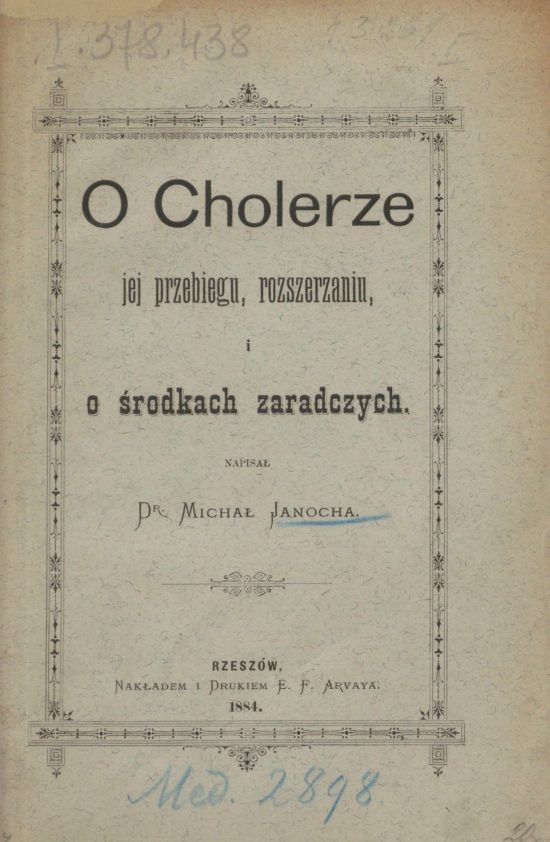 I.378.438
O Cholerze
jej przebiegu, rozszerzaniu,
i
o środkach zaradczych.
NAPISAŁ
DR. MICHAŁ JANOCHA.
RZESZÓW,
NAKŁADEM I DRUKIEM E. F. ARVAYA.
1884.
Med. 2898.